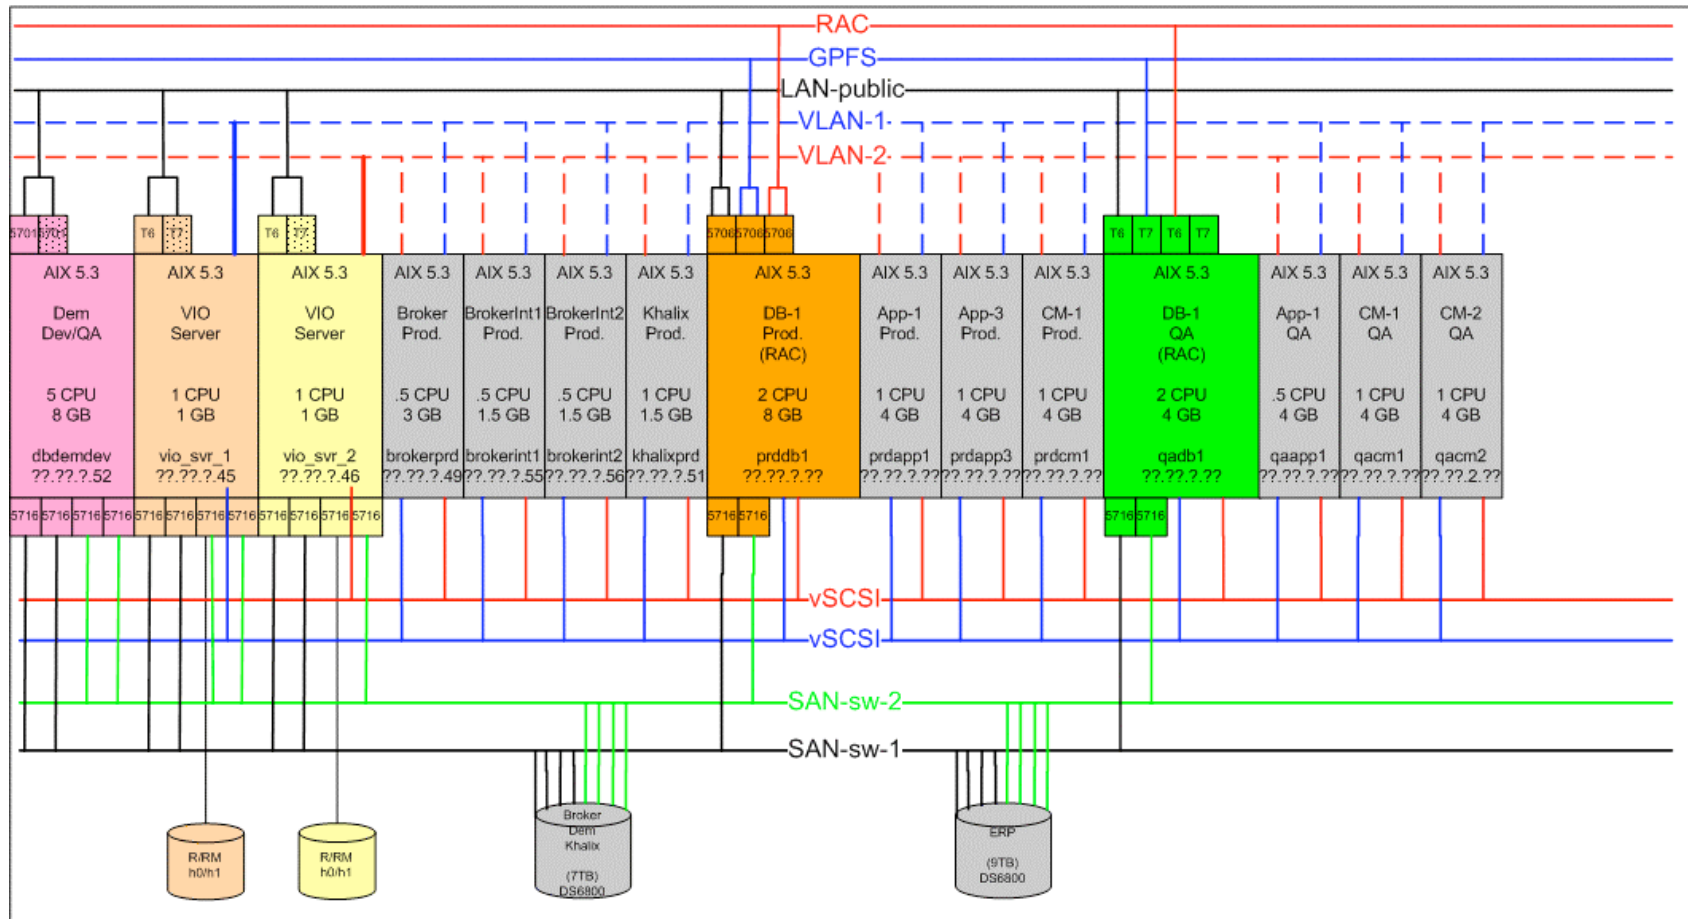 RAC
GPFS
LAN-public
VLAN-1
VLAN-2
5701 5701
T6 T7
T6 T7
5706 5706 5706
T6 T7 T6 T7
AIX 5.3
Dem
Dev/QA
5 CPU
8 GB
dbdemdev
??.??.?.52
AIX 5.3
VIO
Server
1 CPU
1 GB
vio_svr_1
??.??.?.45
AIX 5.3
VIO
Server
1 CPU
1 GB
vio_svr_2
??.??.?.46
AIX 5.3
Broker
Prod.
.5 CPU
3 GB
brokerprd
??.??.?.49
AIX 5.3
BrokerInt1
Prod.
.5 CPU
1.5 GB
brokerint1
??.??.?.55
AIX 5.3
BrokerInt2
Prod.
.5 CPU
1.5 GB
brokerint2
??.??.?.56
AIX 5.3
Khalix
Prod.
1 CPU
1.5 GB
khalixprd
??.??.?.51
AIX 5.3
DB-1
Prod.
(RAC)
2 CPU
8 GB
prddb1
??.??.?.??
AIX 5.3
App-1
Prod.
1 CPU
4 GB
prdapp1
??.??.?.??
AIX 5.3
App-3
Prod.
1 CPU
4 GB
prdapp3
??.??.?.??
AIX 5.3
CM-1
Prod.
1 CPU
4 GB
prdcm1
??.??.?.??
AIX 5.3
DB-1
QA
(RAC)
2 CPU
4 GB
qadb1
??.??.?.??
AIX 5.3
App-1
QA
.5 CPU
4 GB
qaapp1
??.??.?.??
AIX 5.3
CM-1
QA
1 CPU
4 GB
qacm1
??.??.?.??
AIX 5.3
CM-2
QA
1 CPU
4 GB
qacm2
??.??.2.??
5716 5716 5716 5716 5716 5716 5716 5716 5716 5716 5716 5716
5716 5716
5716 5716
vSCSI
vSCSI
SAN-sw-2
SAN-sw-1
R/RM
h0/h1
R/RM
h0/h1
Broker
Dem
Khalix
(7TB)
DS6800
ERP
(9TB)
DS6800